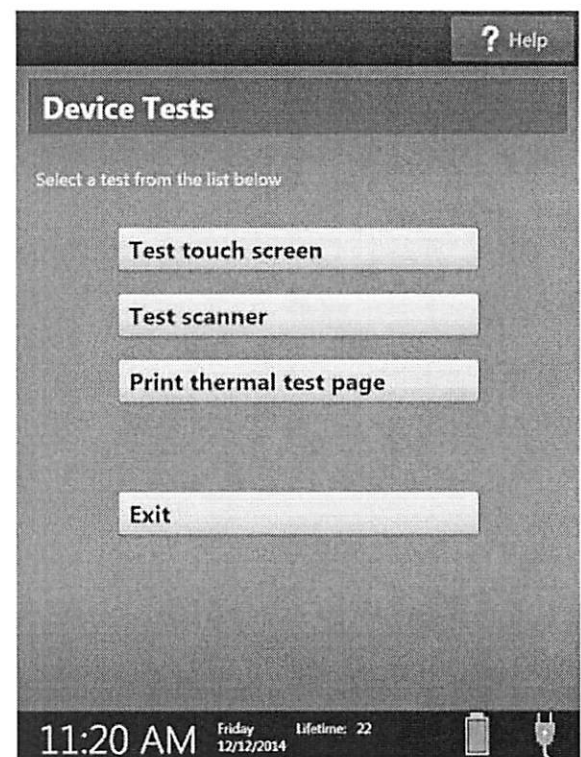 ? Help
Device Tests
Select a test from the list below
Test touch screen
Test scanner
Print thermal test page
Exit
11:20 AM Friday Lifetime: 22
12/12/2014